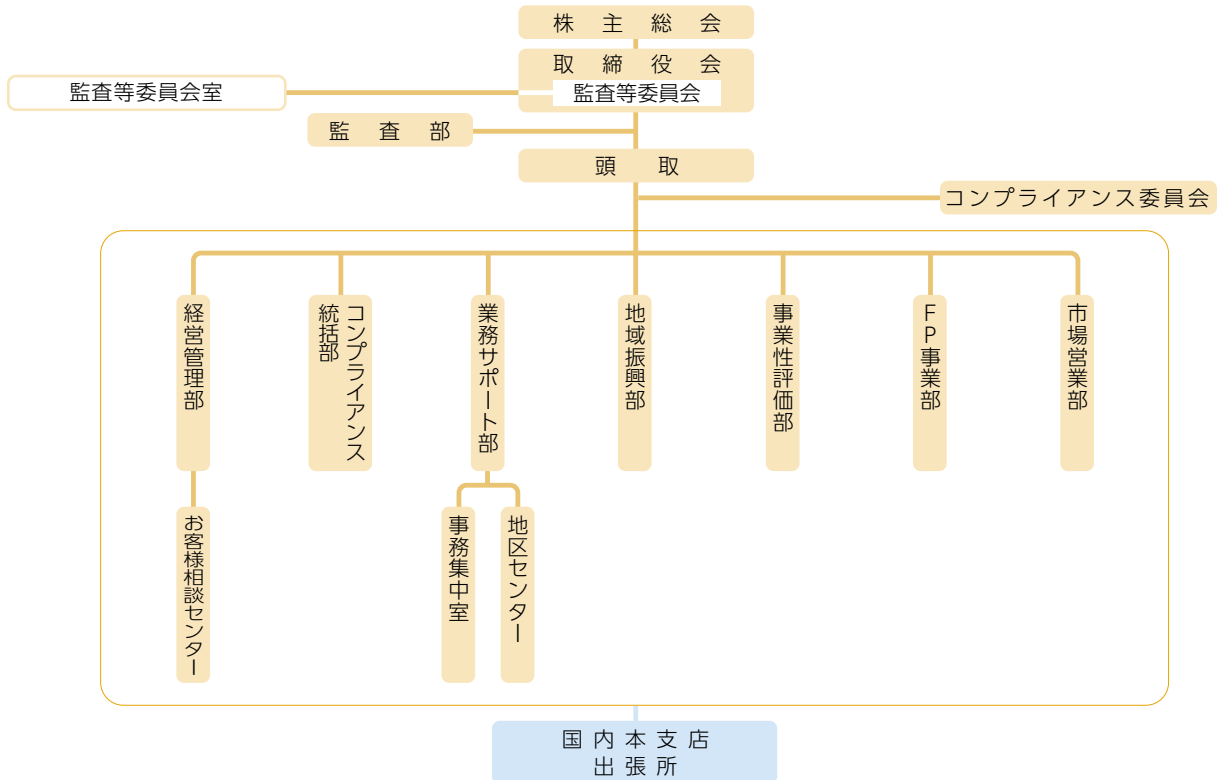 株主総会
取締役会
監査等委員会室
監査等委員会
監査部
頭取
コンプライアンス委員会
経営管理部
コンプライアンス
統括部
業務サポート部
地域振興部
事業性評価部
FP事業部
市場営業部
お客様相談センター
事務集中室
地区センター
国内本支店
出張所